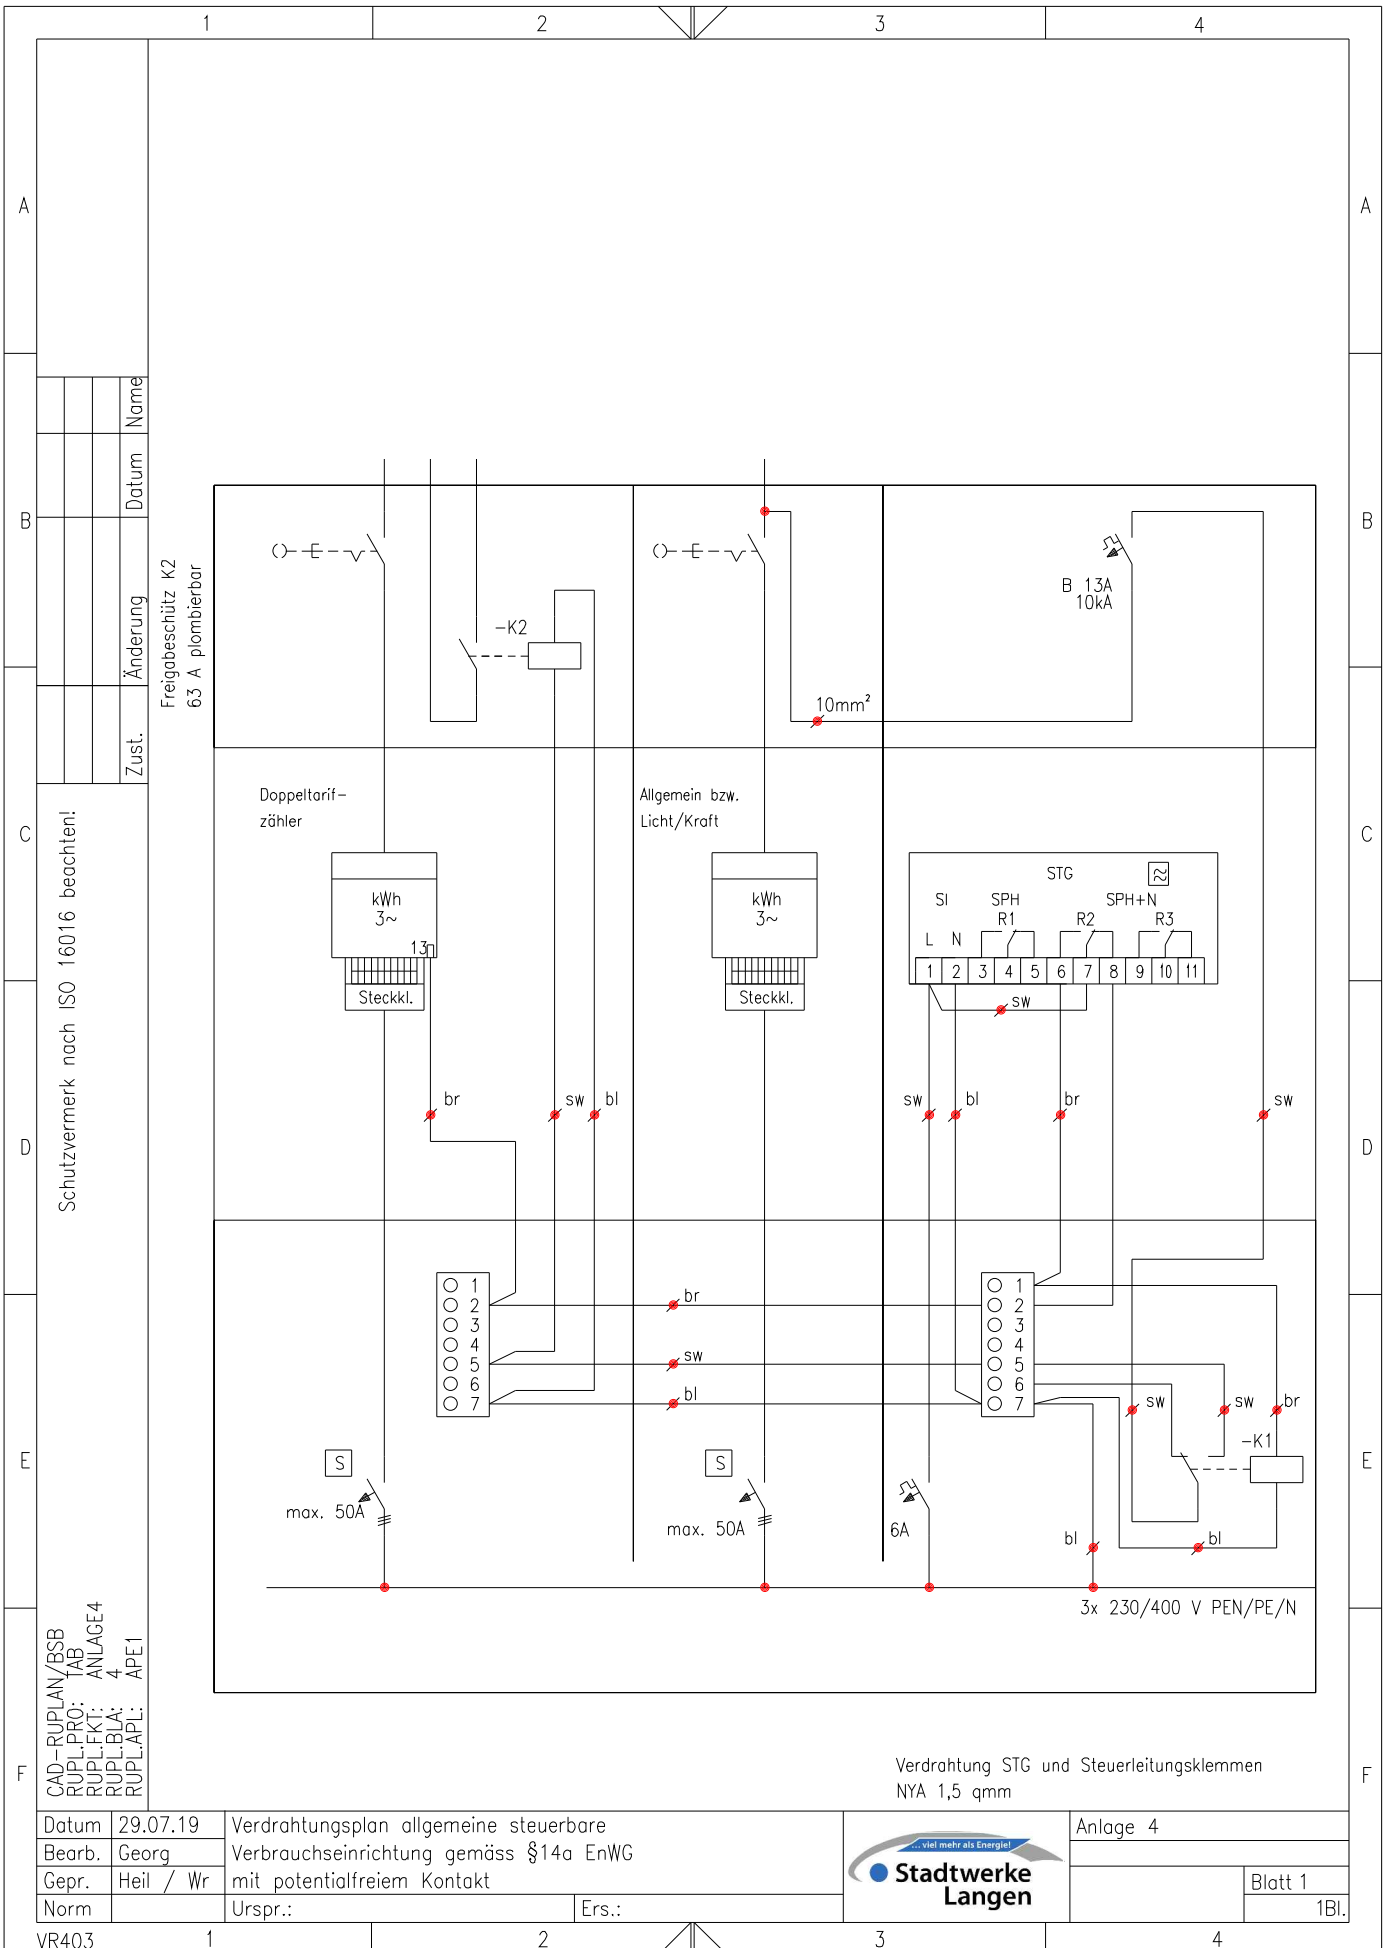 1 2 3 4
A A
B B
C C
D D
E E
F F
Name
Datum
Änderung
Zust.
Schutzvermerk nach ISO 16016 beachten!
CAD-RUPLAN/BSB
RUPL.PRO: TAB
RUPL.FKT: ANLAGE4
RUPL.BLA: 4
RUPL.APL: APE1
Freigabeschütz K2
63 A plombierbar
E
E
B 13A
10kA
-K2
10mm²
Doppeltarif-
zähler
Allgemein bzw.
Licht/Kraft
kWh
3~
13
Steckkl.
kWh
3~
Steckkl.
STG
SI SPH SPH+N
R1 R2 R3
L N
1 2 3 4 5 6 7 8 9 10 11
sw
br sw bl sw bl br sw
1
2
3
4
5
6
7
br
sw
bl
1
2
3
4
5
6
7
sw sw br
-K1
S
max. 50A
S
max. 50A
6A
bl bl
3x 230/400 V PEN/PE/N
Verdrahtung STG und Steuerleitungsklemmen
NYA 1,5 qmm
Datum 29.07.19
Bearb. Georg
Gepr. Heil / Wr
Norm
Verdrahtungsplan allgemeine steuerbare
Verbrauchseinrichtung gemäss §14a EnWG
mit potentialfreiem Kontakt
Urspr.: Ers.:
... viel mehr als Energie!
Stadtwerke
Langen
Anlage 4
Blatt 1
1Bl.
VR403 1 2 3 4